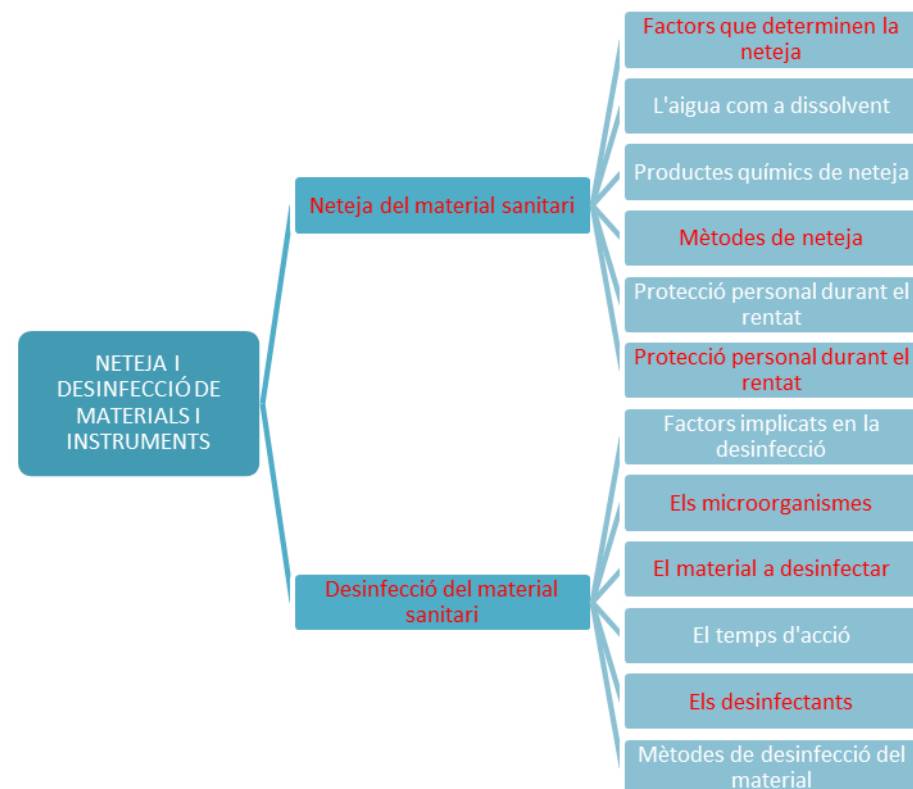 NETEJA I
DESINFECCIÓ DE
MATERIALS I
INSTRUMENTS
Neteja del material sanitari
Factors que determinen la
neteja
L'aigua com a dissolvent
Productes químics de neteja
Mètodes de neteja
Protecció personal durant el
rentat
Protecció personal durant el
rentat
Desinfecció del material
sanitari
Factors implicats en la
desinfecció
Els microorganismes
El material a desinfectar
El temps d'acció
Els desinfectants
Mètodes de desinfecció del
material